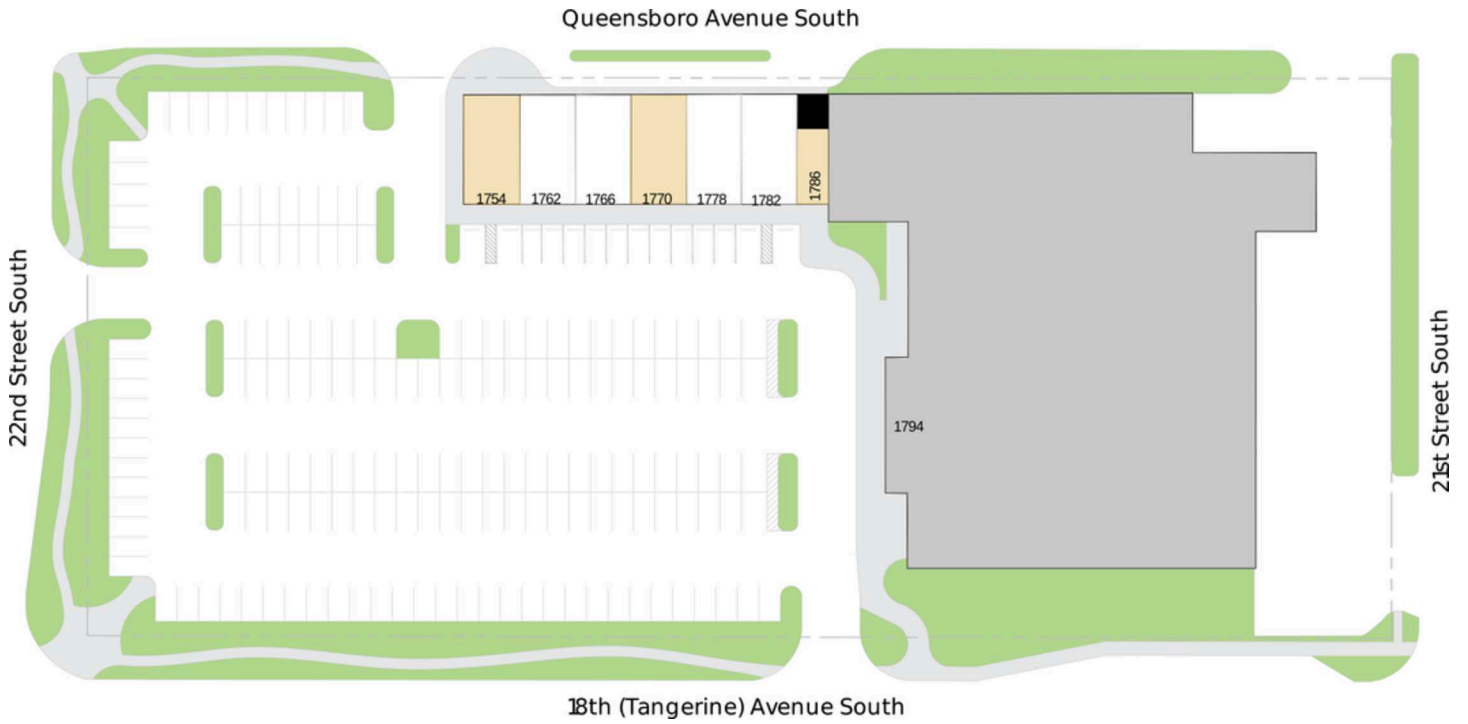 Queensboro Avenue South
1754
1762
1766
1770
1778
1782
1786
22nd Street South
1794
21st Street South
18th (Tangerine) Avenue South